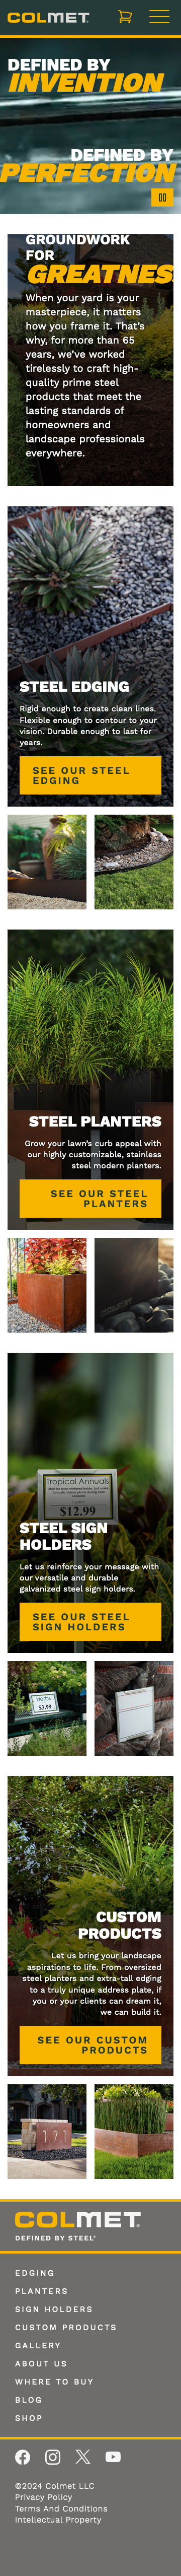 COLMET
DEFINED BY
INVENTION
DEFINED BY
PERFECTION
GROUNDWORK
FOR
GREATNES
When your yard is your
masterpiece, it matters
how you frame it. That's
why, for more than 65
years, we've worked
tirelessly to craft high-
quality prime steel
products that meet the
lasting standards of
homeowners and
landscape professionals
everywhere.
STEEL EDGING
Rigid enough to create clean lines.
Flexible enough to contour to your
vision. Durable enough to last for
years.
SEE OUR STEEL
EDGING
STEEL PLANTERS
Grow your lawn's curb appeal with
our highly customizable, stainless
steel modern planters.
SEE OUR STEEL
PLANTERS
Tropical Annuals
$12.99
STEEL SIGN
HOLDERS
Let us reinforce your message with
our versatile and durable
galvanized steel sign holders.
SEE OUR STEEL
SIGN HOLDERS
Herbs
$3.99
CUSTOM
PRODUCTS
Let us bring your landscape
aspirations to life. From oversized
steel planters and extra-tall edging
to a truly unique address plate, if
you or your clients can dream it,
we can build it.
SEE OUR CUSTOM
PRODUCTS
COLMET®
DEFINED BY STEEL®
EDGING
PLANTERS
SIGN HOLDERS
CUSTOM PRODUCTS
GALLERY
ABOUT US
WHERE TO BUY
BLOG
SHOP
©2024 Colmet LLC
Privacy Policy
Terms And Conditions
Intellectual Property